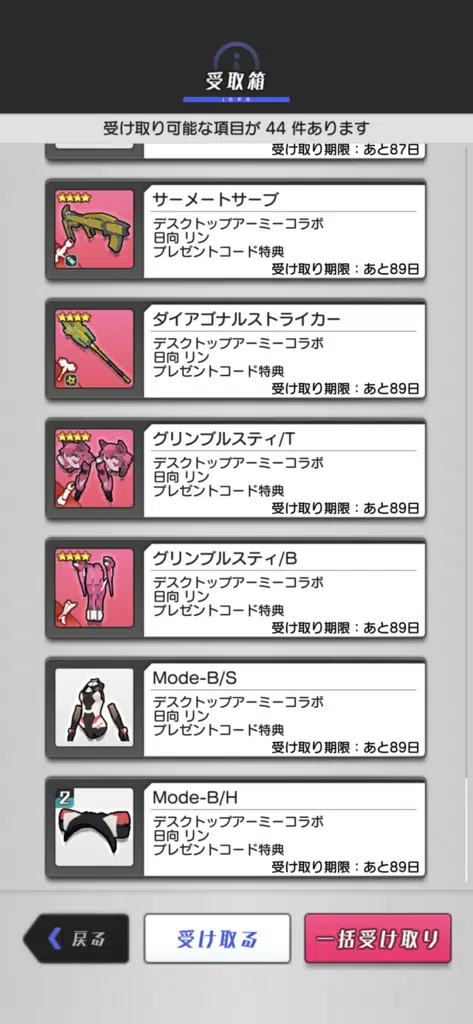 受取箱
INFO
受け取り可能な項目が 44 件あります
受け取り期限：あと87日
サーメートサーブ
デスクトップアーミーコラボ
日向 リン
プレゼントコード特典
受け取り期限：あと89日
ダイアゴナルストライカー
デスクトップアーミーコラボ
日向 リン
プレゼントコード特典
受け取り期限：あと89日
グリンブルスティ/T
デスクトップアーミーコラボ
日向 リン
プレゼントコード特典
受け取り期限：あと89日
グリンブルスティ/B
デスクトップアーミーコラボ
日向 リン
プレゼントコード特典
受け取り期限：あと89日
Mode-B/S
デスクトップアーミーコラボ
日向 リン
プレゼントコード特典
受け取り期限：あと89日
2
Mode-B/H
デスクトップアーミーコラボ
日向 リン
プレゼントコード特典
受け取り期限：あと89日
戻る
受け取る
一括受け取り